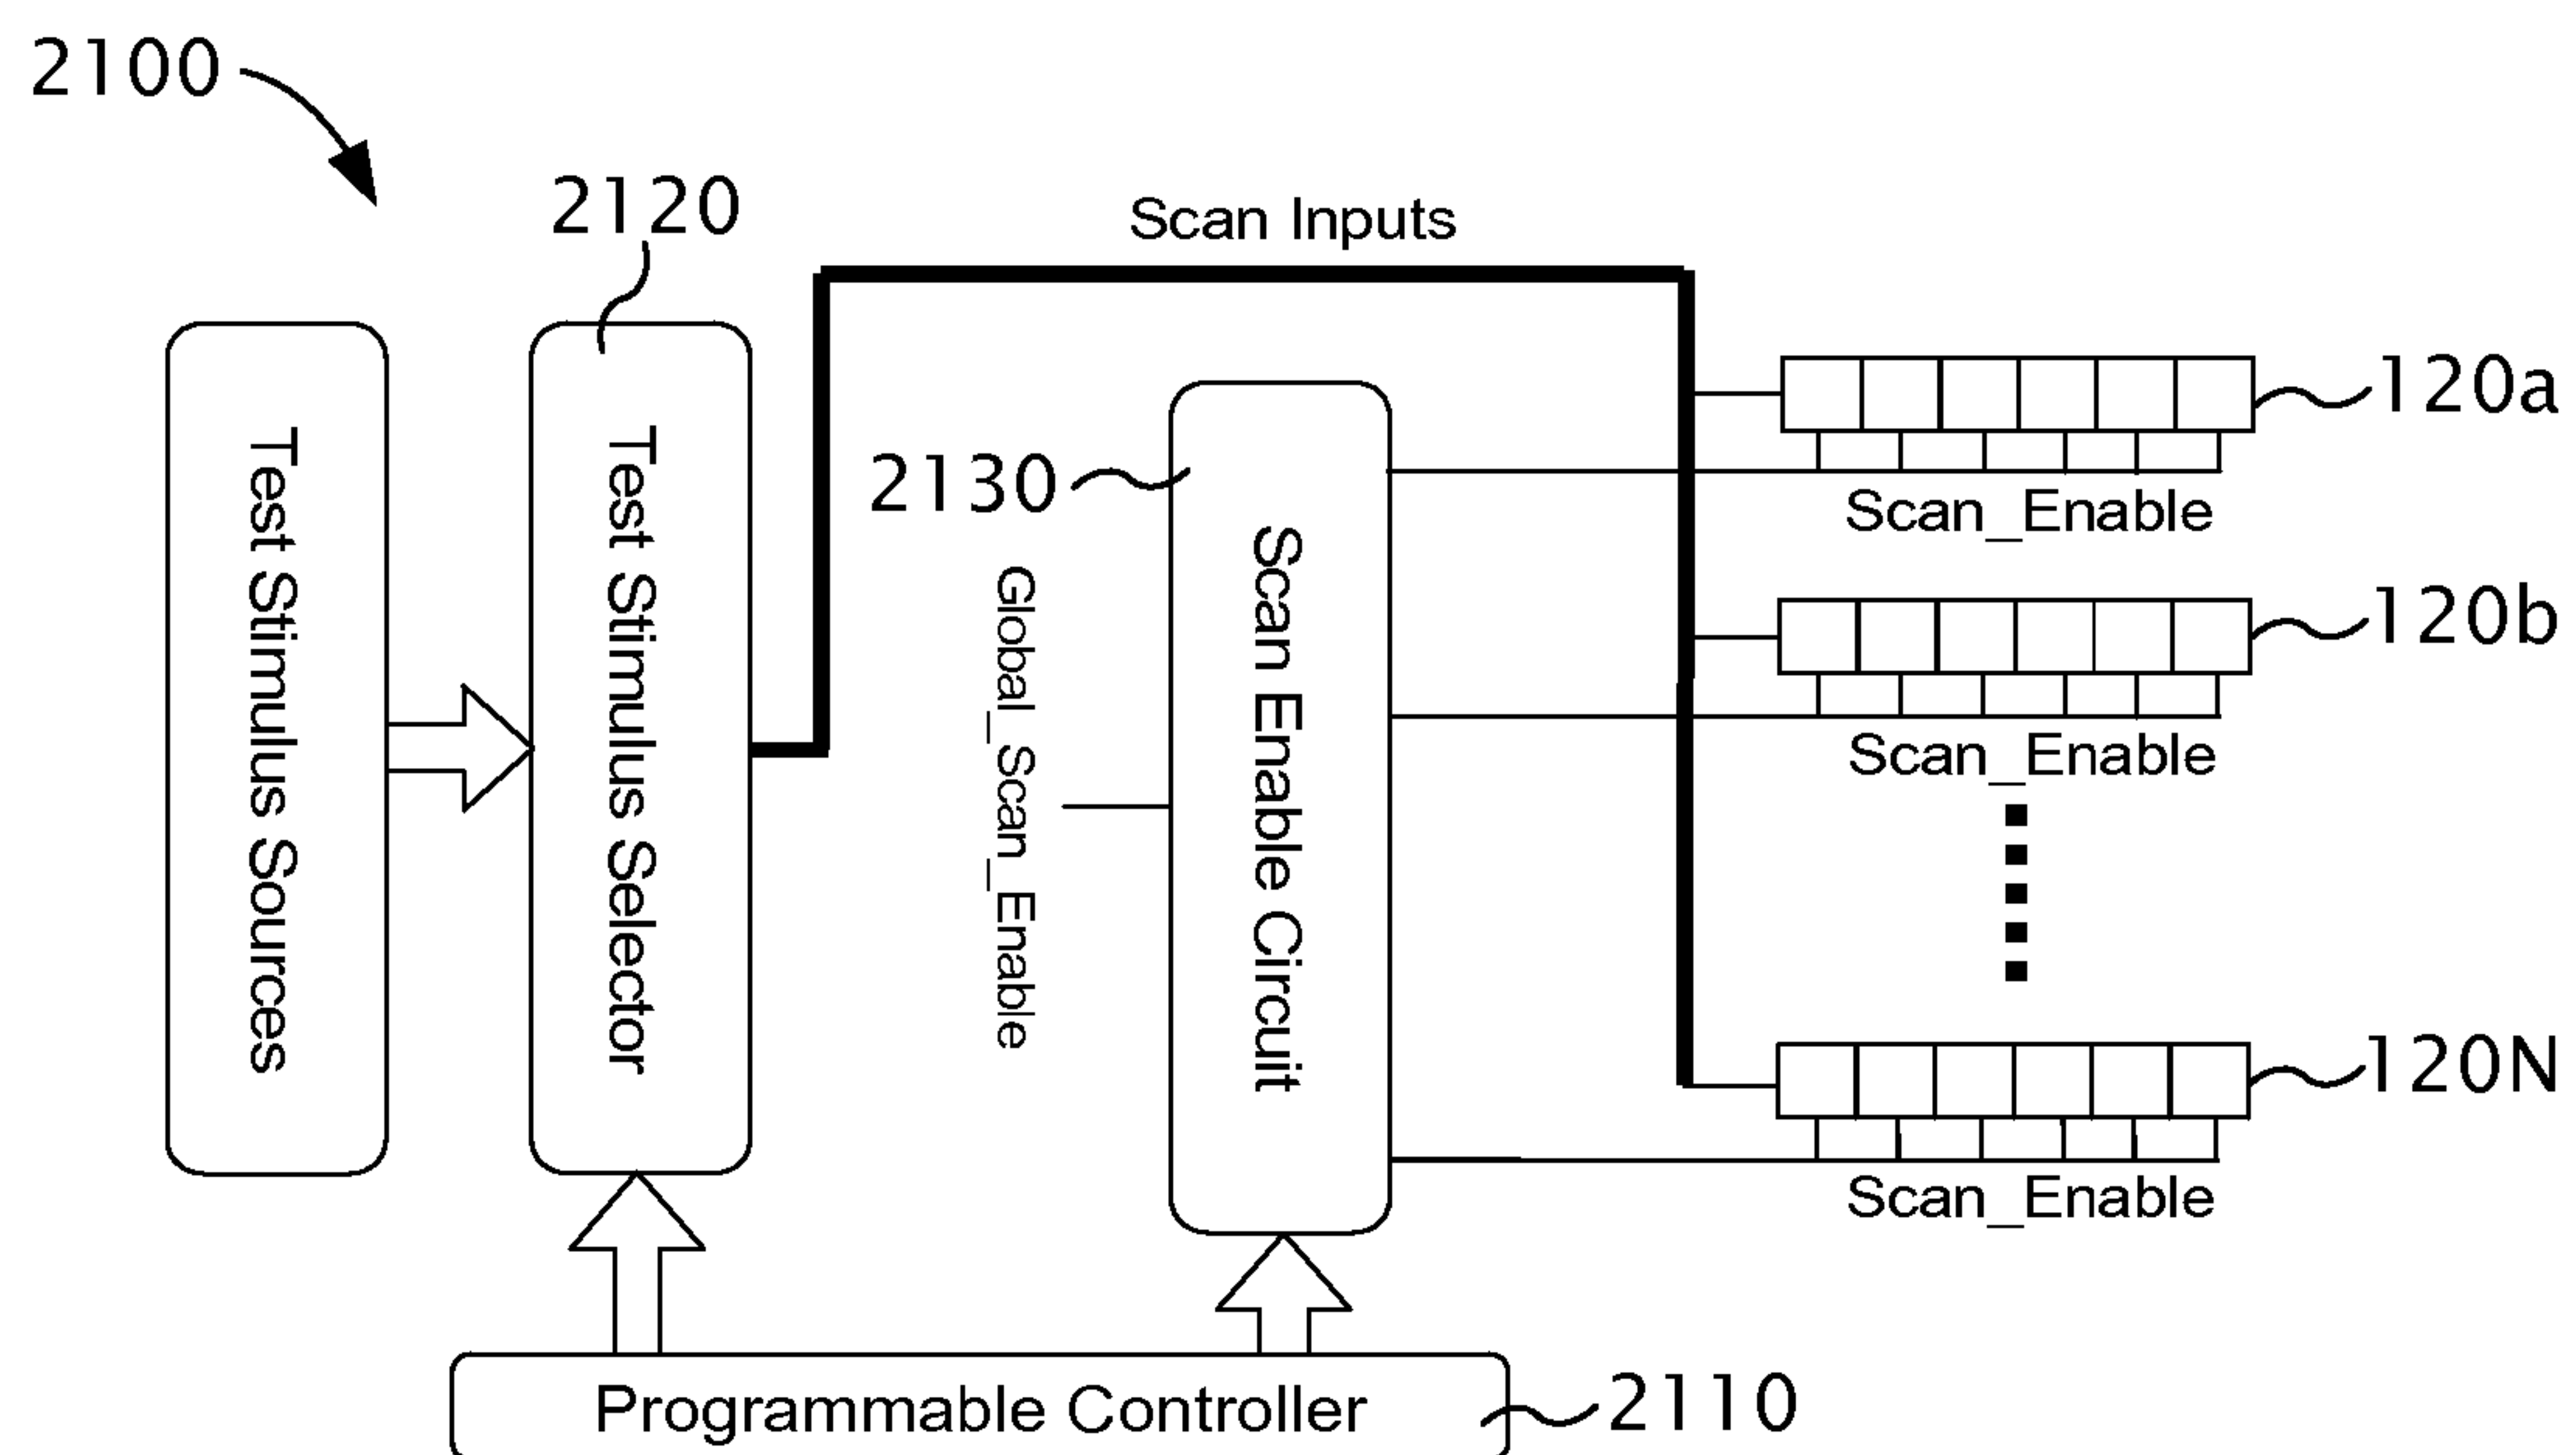 2100
2120
Scan Inputs
120a
2130
Scan_Enable
Test Stimulus Sources
Test Stimulus Selector
Global_Scan_Enable
Scan Enable Circuit
120b
Scan_Enable
120N
Scan_Enable
Programmable Controller
2110